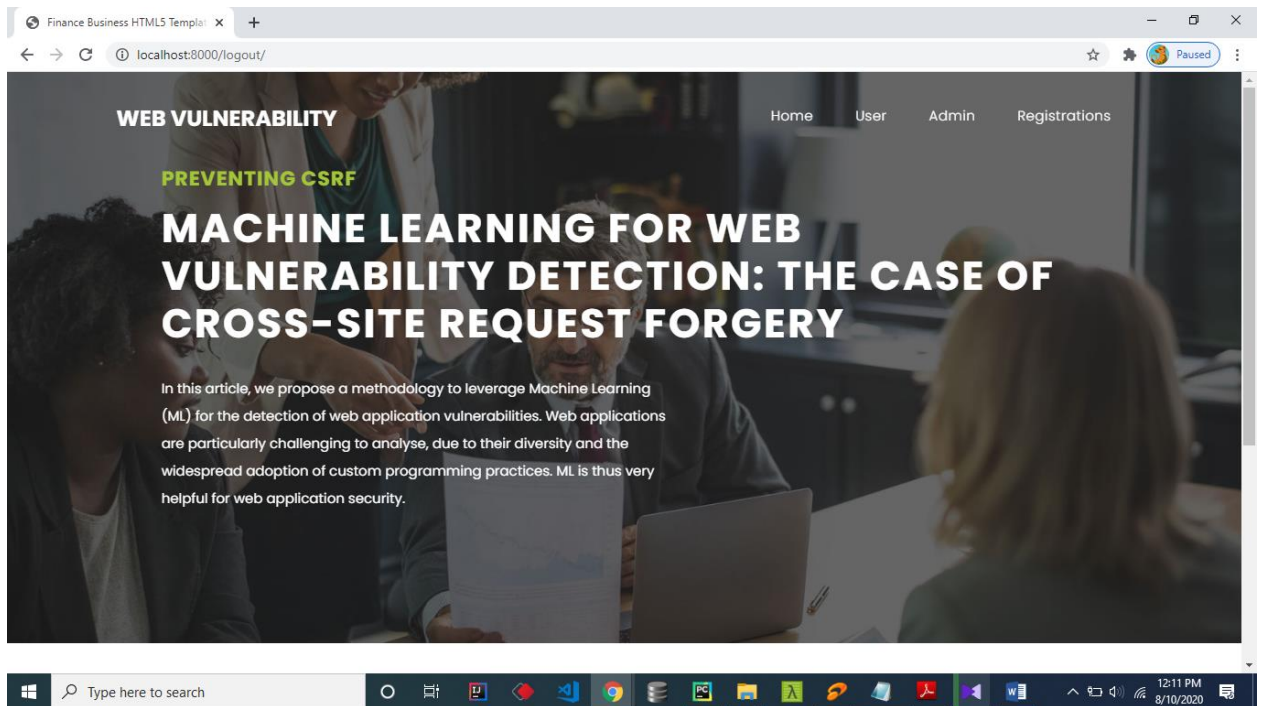 Finance Business HTML5 Templat
localhost:8000/logout/
Paused
WEB VULNERABILITY
Home User Admin Registrations
PREVENTING CSRF
MACHINE LEARNING FOR WEB
VULNERABILITY DETECTION: THE CASE OF
CROSS-SITE REQUEST FORGERY
In this article, we propose a methodology to leverage Machine Learning
(ML) for the detection of web application vulnerabilities. Web applications
are particularly challenging to analyse, due to their diversity and the
widespread adoption of custom programming practices. ML is thus very
helpful for web application security.
Type here to search
12:11 PM
8/10/2020